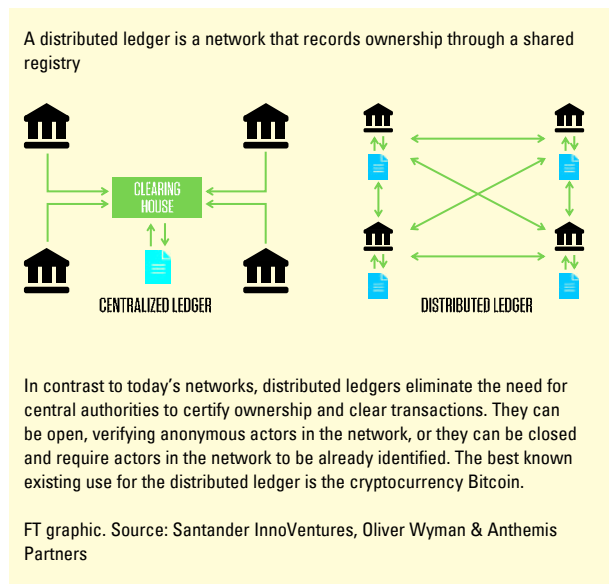 A distributed ledger is a network that records ownership through a shared
registry
CLEARING
HOUSE
CENTRALIZED LEDGER
DISTRIBUTED LEDGER
In contrast to today's networks, distributed ledgers eliminate the need for
central authorities to certify ownership and clear transactions. They can
be open, verifying anonymous actors in the network, or they can be closed
and require actors in the network to be already identified. The best known
existing use for the distributed ledger is the cryptocurrency Bitcoin.
FT graphic. Source: Santander InnoVentures, Oliver Wyman & Anthemis
Partners